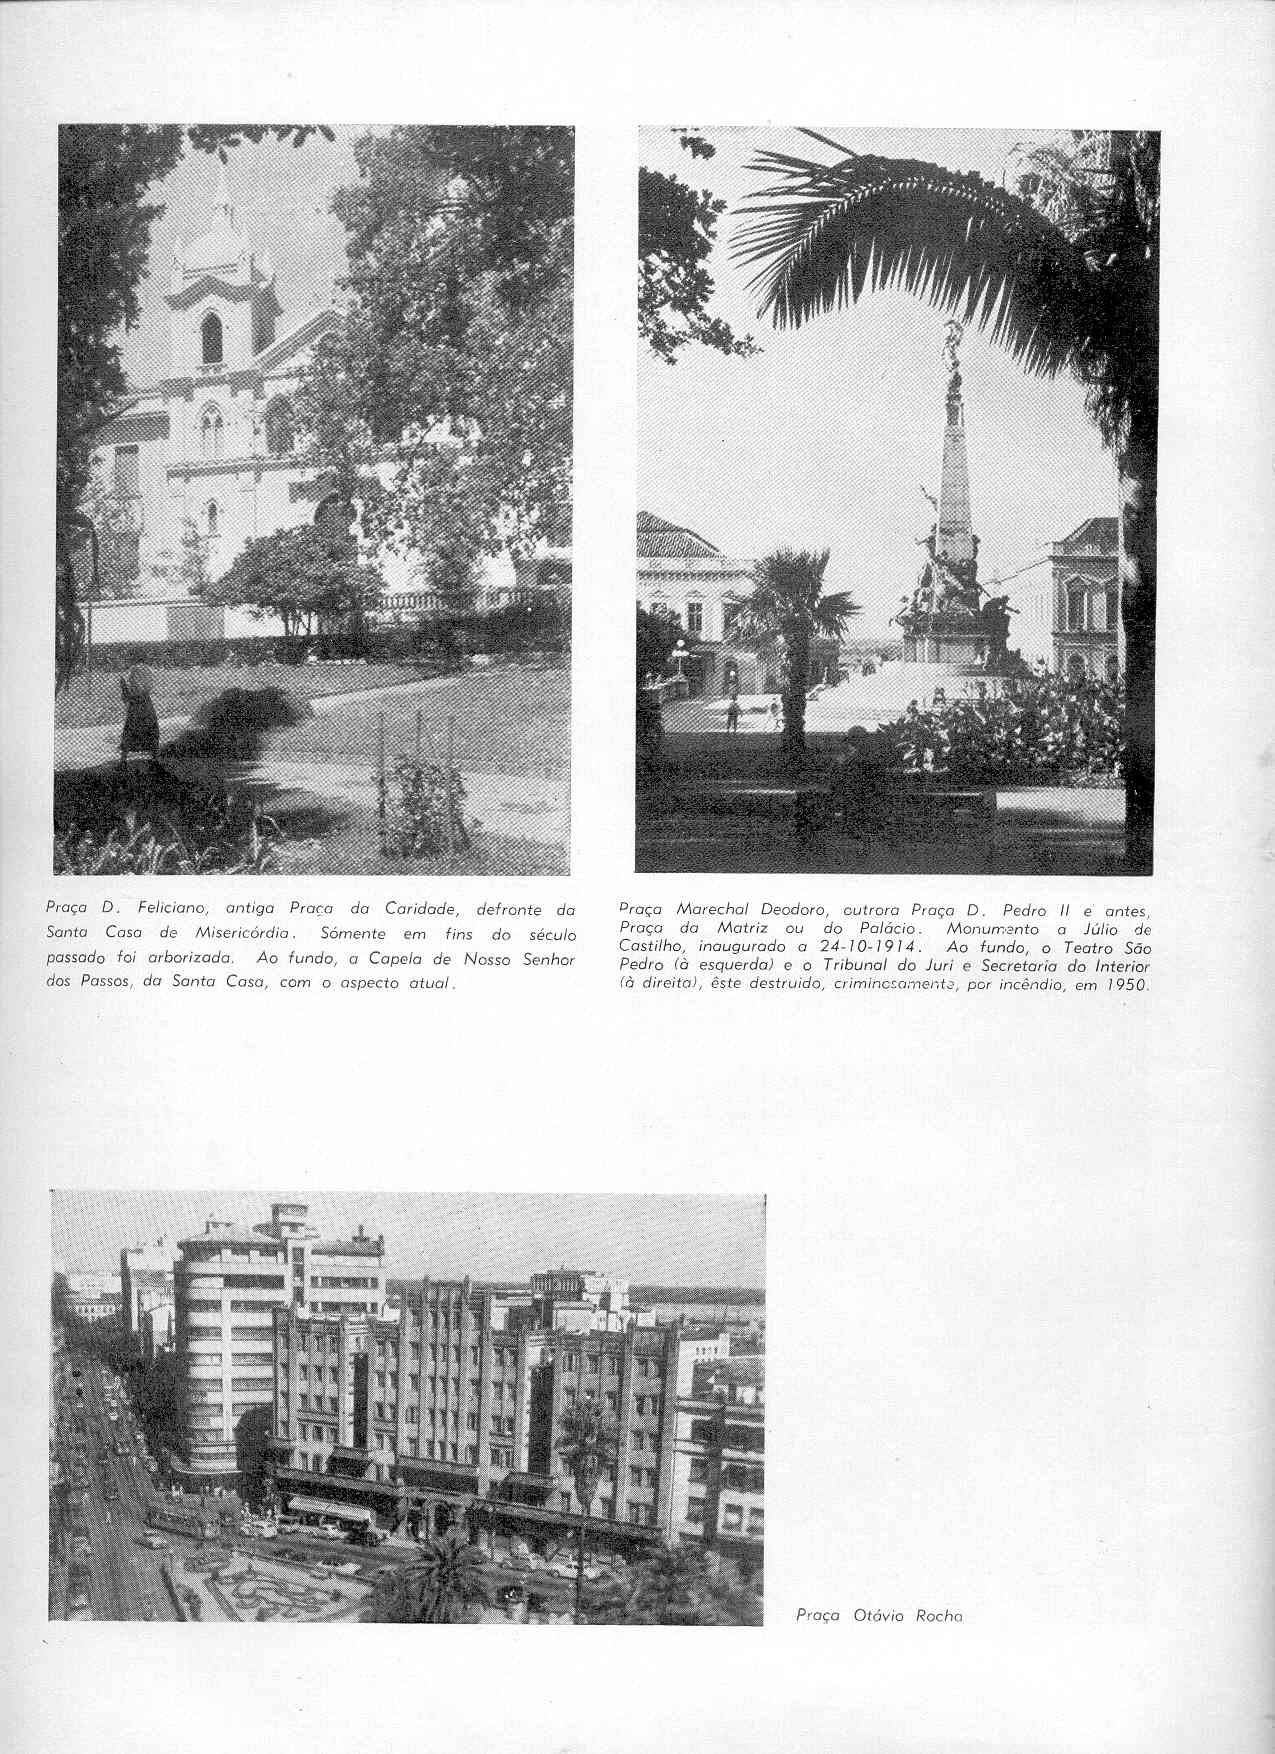 Praça D. Feliciano, antiga Praça da Caridade, defronte da
Santa Casa de Misericórdia. Sómente em fins do século
passado foi arborizada. Ao fundo, a Capela de Nosso Senhor
dos Passos, da Santa Casa, com o aspecto atual.
Praça Marechal Deodoro, outrora Praça D. Pedro II e antes,
Praça da Matriz ou do Palácio. Monumento a Júlio de
Castilho, inaugurado a 24-10-1914. Ao fundo, o Teatro São
Pedro (à esquerda) e o Tribunal do Juri e Secretaria do Interior
(à direita), êste destruido, criminosamente, por incêndio, em 1950.
Praça Otávio Rocha